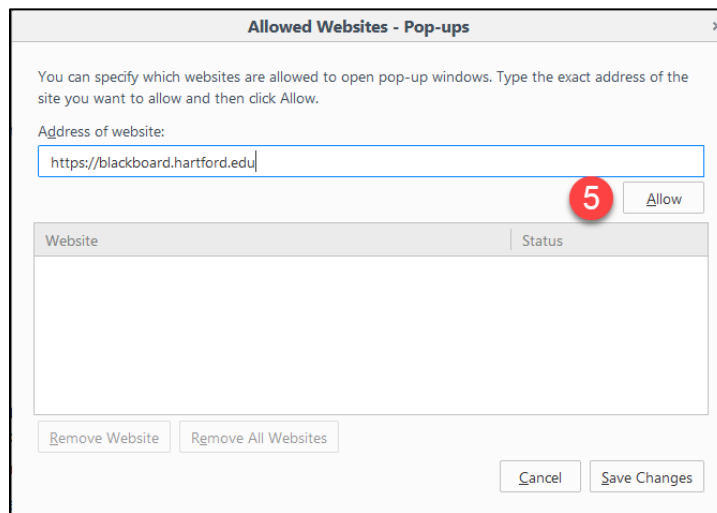 Allowed Websites - Pop-ups
You can specify which websites are allowed to open pop-up windows. Type the exact address of the
site you want to allow and then click Allow.
Address of website:
https://blackboard.hartford.edu
5 Allow
Website Status
Remove Website Remove All Websites
Cancel Save Changes